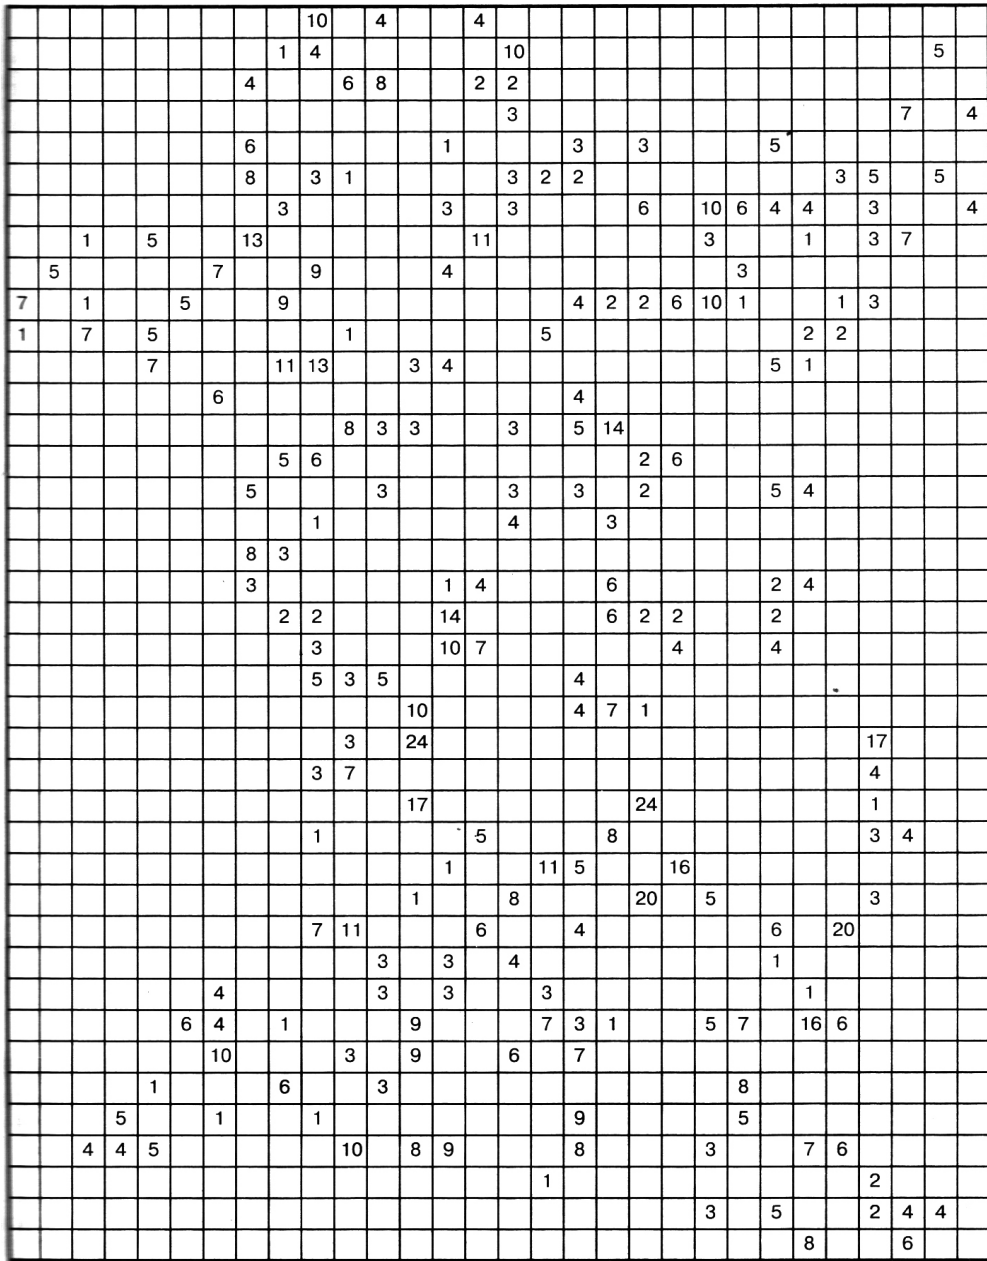 10 4 4
1 4 10 5
4 6 8 2 2
3 7 4
6 1 3 3 5
8 3 1 3 2 2 3 5 5
3 3 3 6 10 6 4 4 3 4
1 5 13 11 3 1 3 7
5 7 9 4 3
7 1 5 9 4 2 2 6 10 1 1 3
1 7 5 1 5 2 2
7 11 13 3 4 5 1
6 4
8 3 3 3 5 14
5 6 2 6
5 3 3 3 2 5 4
1 4 3
8 3
3 1 4 6 2 4
2 2 14 6 2 2 2
3 10 7 4 4
5 3 5 4
10 4 7 1
3 24 17
3 7 4
17 24 1
1 5 8 3 4
1 11 5 16
1 8 20 5 3
7 11 6 4 6 20
3 3 4 1
4 3 3 3 1
6 4 1 9 7 3 1 5 7 16 6
10 3 9 6 7
1 6 3 8
5 1 1 9 5
4 4 5 10 8 9 8 3 7 6
1 2
3 5 2 4 4
8 6